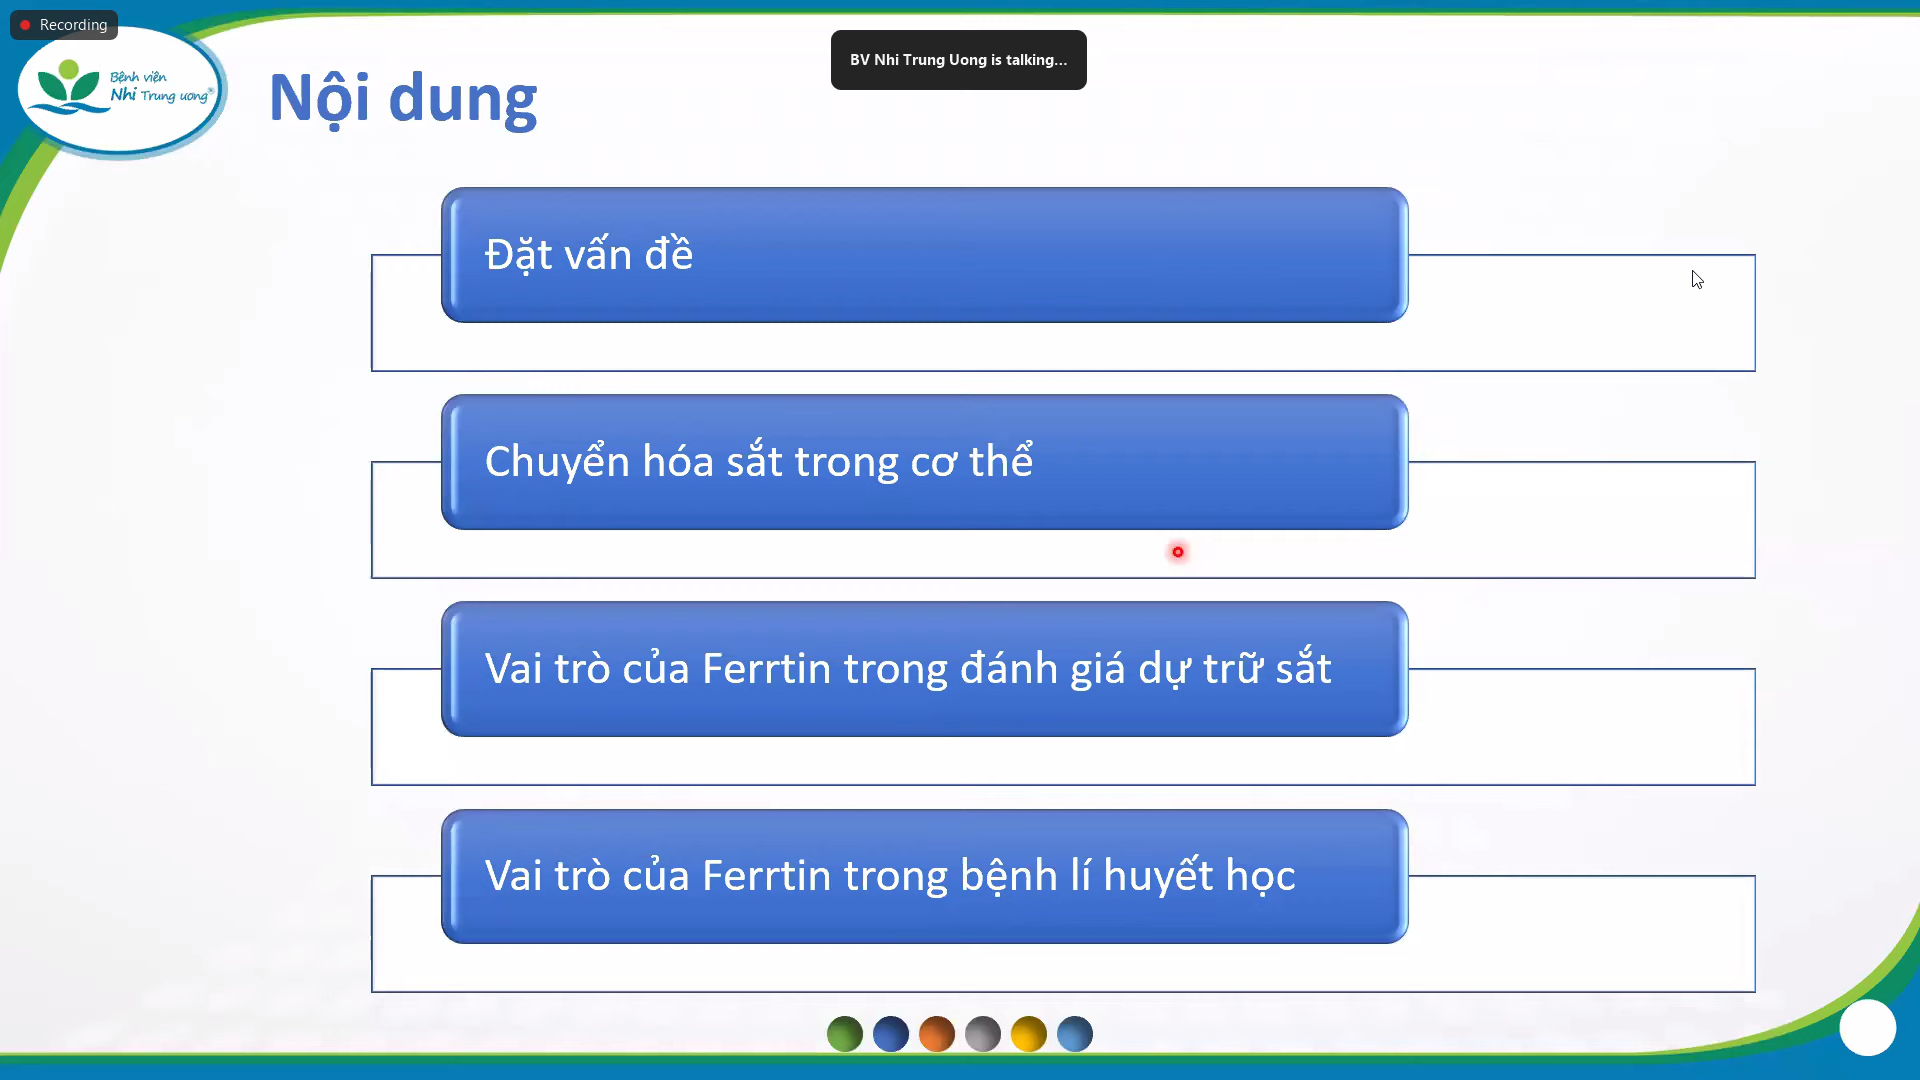 Recording
BV Nhi Trung Uong is talking...
Bệnh viện
Nhi Trung ương®
Nội dung
Đặt vấn đề
Chuyển hóa sắt trong cơ thể
Vai trò của Ferrtin trong đánh giá dự trữ sắt
Vai trò của Ferrtin trong bệnh lí huyết học